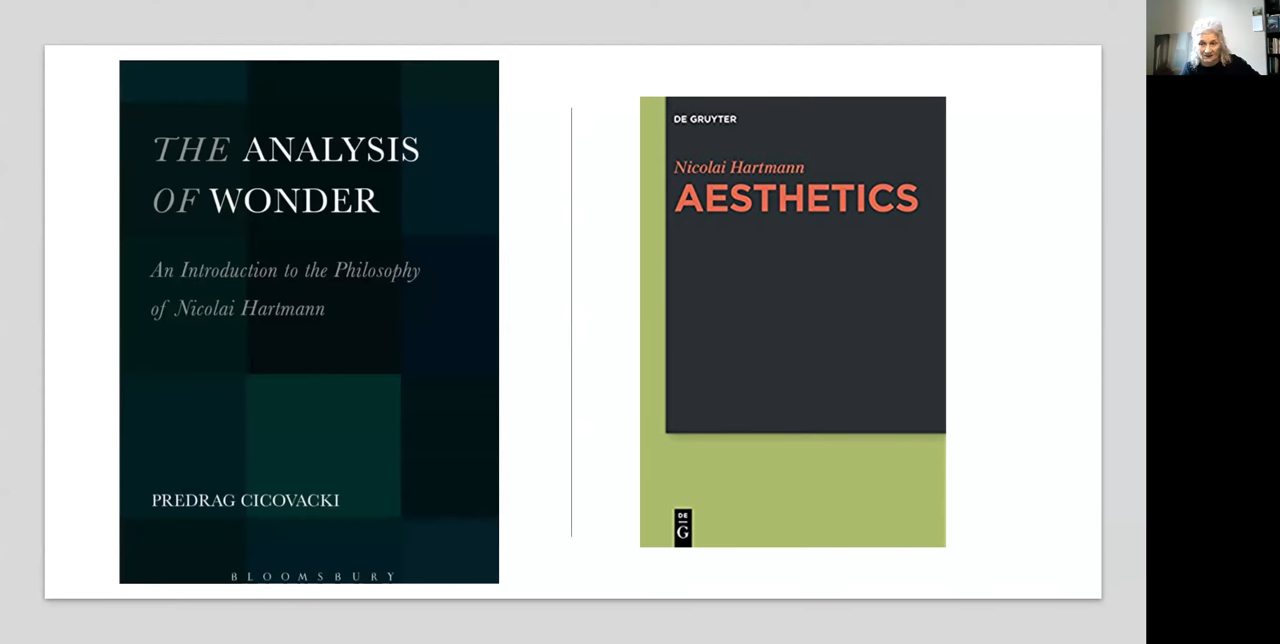 THE ANALYSIS
OF WONDER
An Introduction to the Philosophy
of Nicolai Hartmann
PREDRAG CICOVACKI
BLOOMSBURY
DE GRUYTER
Nicolai Hartmann
AESTHETICS
DE
G